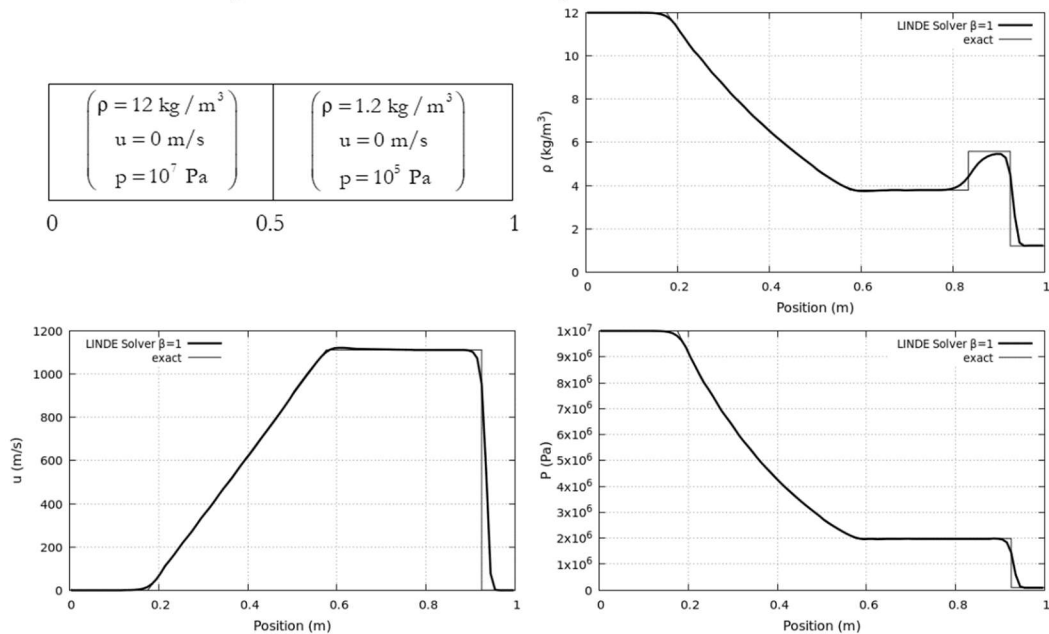 ρ = 12 kg / m³
u = 0 m/s
p = 10⁷ Pa
ρ = 1.2 kg / m³
u = 0 m/s
p = 10⁵ Pa
0
0.5
1
12
10
8
6
4
2
0
ρ (kg/m³)
LINDE Solver β=1
exact
0
0.2
0.4
0.6
0.8
1
Position (m)
1200
1000
800
600
400
200
0
u (m/s)
LINDE Solver β=1
exact
0
0.2
0.4
0.6
0.8
1
Position (m)
1x10⁷
9x10⁶
8x10⁶
7x10⁶
6x10⁶
5x10⁶
4x10⁶
3x10⁶
2x10⁶
1x10⁶
0
P (Pa)
LINDE Solver β=1
exact
0
0.2
0.4
0.6
0.8
1
Position (m)